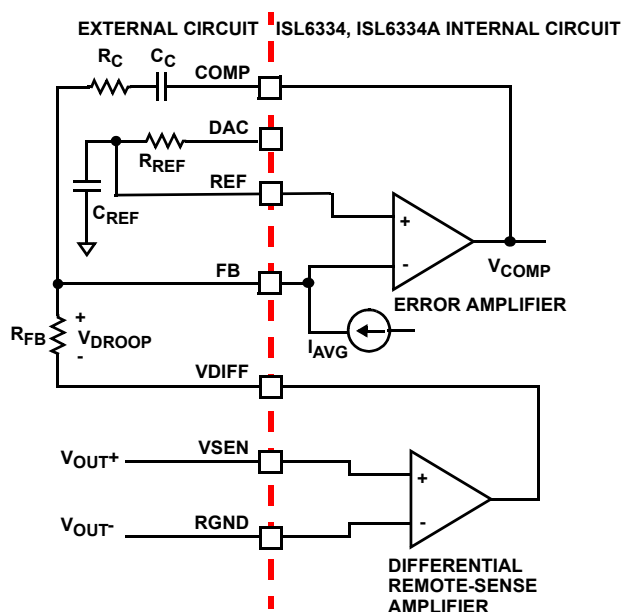 EXTERNAL CIRCUIT
ISL6334, ISL6334A INTERNAL CIRCUIT
RC
CC
COMP
DAC
RREF
REF
CREF
+
-
VCOMP
ERROR AMPLIFIER
FB
IAVG
RFB
+
VDROOP
-
VDIFF
VOUT+
VSEN
+
-
VOUT-
RGND
DIFFERENTIAL
REMOTE-SENSE
AMPLIFIER